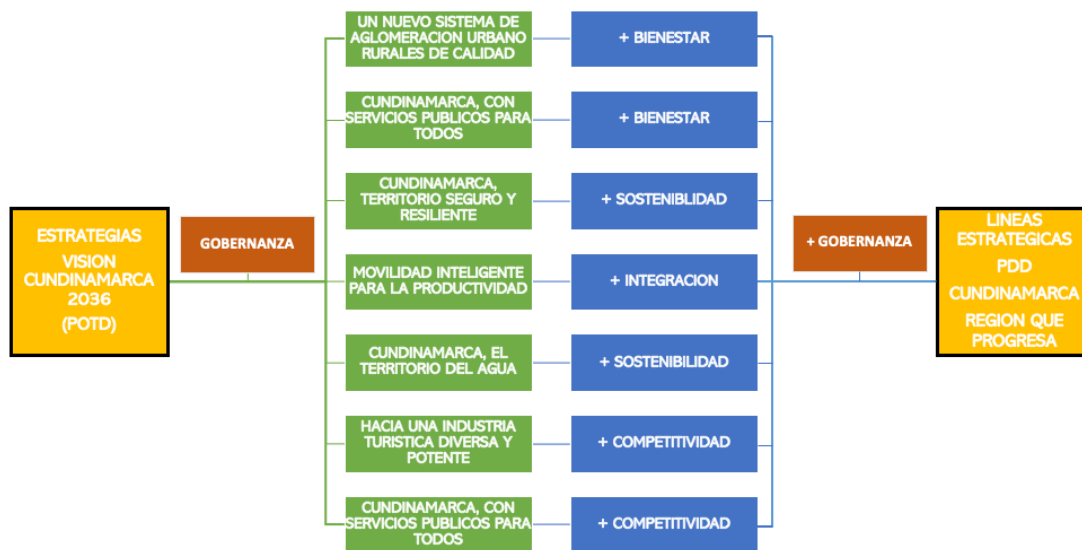 ESTRATEGIAS
VISION
CUNDINAMARCA
2036
(POTD)
GOBERNANZA
UN NUEVO SISTEMA DE
AGLOMERACION URBANO
RURALES DE CALIDAD
+ BIENESTAR
CUNDINAMARCA, CON
SERVICIOS PUBLICOS PARA
TODOS
+ BIENESTAR
CUNDINAMARCA,
TERRITORIO SEGURO Y
RESILIENTE
+ SOSTENIBLIDAD
MOVILIDAD INTELIGENTE
PARA LA PRODUCTIVIDAD
+ INTEGRACION
CUNDINAMARCA, EL
TERRITORIO DEL AGUA
+ SOSTENIBILIDAD
HACIA UNA INDUSTRIA
TURISTICA DIVERSA Y
POTENTE
+ COMPETITIVIDAD
CUNDINAMARCA, CON
SERVICIOS PUBLICOS PARA
TODOS
+ COMPETITIVIDAD
+ GOBERNANZA
LINEAS
ESTRATEGICAS
PDD
CUNDINAMARCA
REGION QUE
PROGRESA